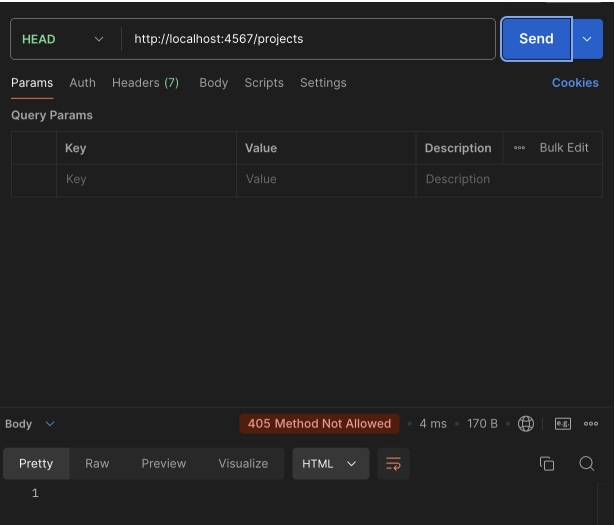 HEAD http://localhost:4567/projects Send
Params Auth Headers (7) Body Scripts Settings Cookies
Query Params
Key Value Description Bulk Edit
Key Value Description
Body 405 Method Not Allowed • 4 ms • 170 B • e.g.
Pretty Raw Preview Visualize HTML
1